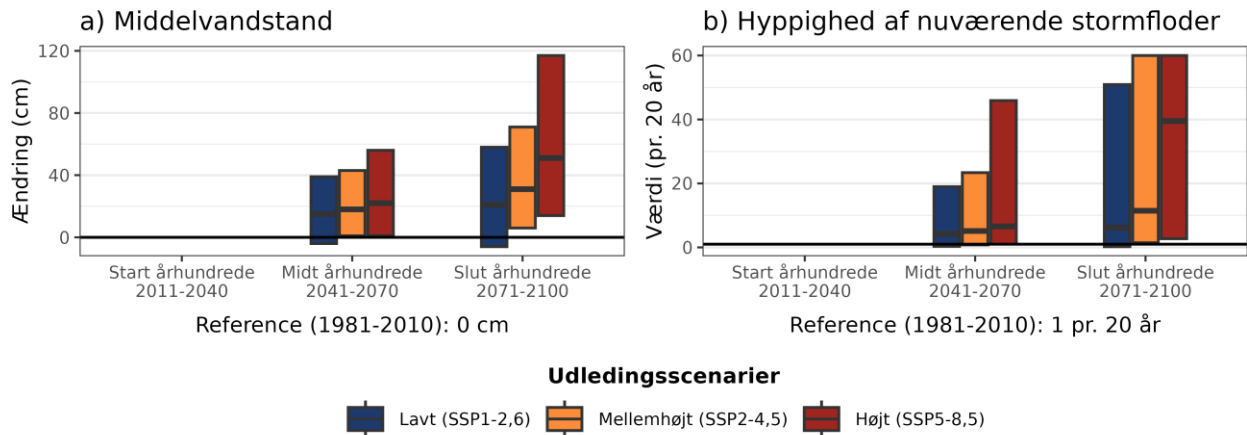 a) Middelvandstand
Ændring (cm)
120
80
40
0
Start århundrede
2011-2040
Midt århundrede
2041-2070
Slut århundrede
2071-2100
Reference (1981-2010): 0 cm
b) Hyppighed af nuværende stormfloder
Værdi (pr. 20 år)
60
40
20
0
Start århundrede
2011-2040
Midt århundrede
2041-2070
Slut århundrede
2071-2100
Reference (1981-2010): 1 pr. 20 år
Udledingsscenarier
Lavt (SSP1-2,6)
Mellemhøjt (SSP2-4,5)
Højt (SSP5-8,5)